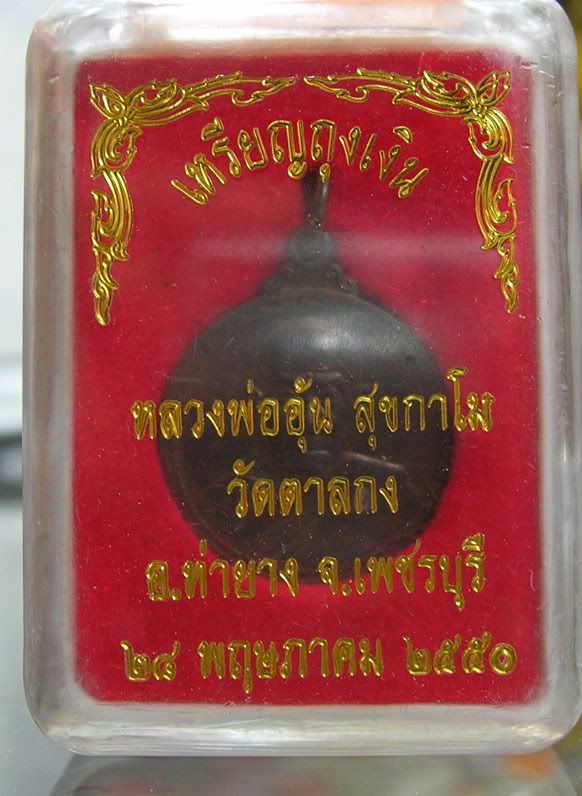 เหรียญถุงเงิน
หลวงพ่ออุ้น สุขกาโม
วัดตาลกง
อ.ท่ายาง จ.เพชรบุรี
๒๘ พฤษภาคม ๒๕๕๐